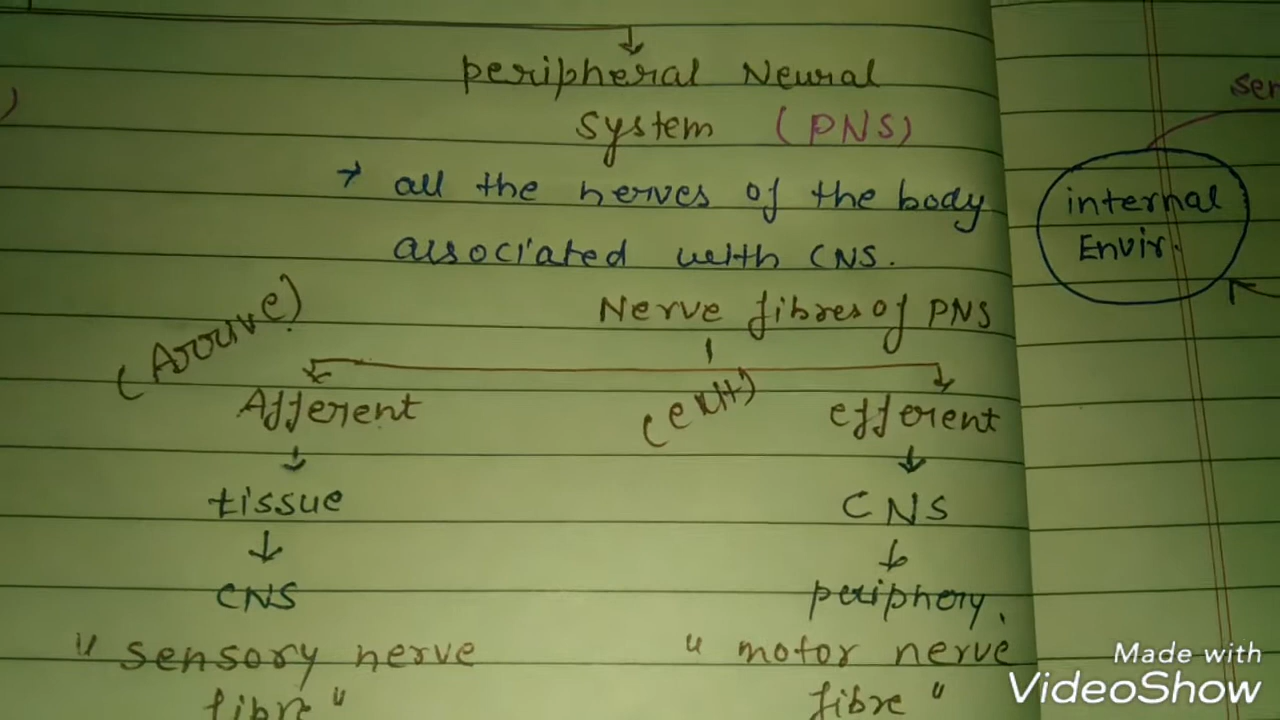 )
peripheral Neural
system (PNS)
→ all the nerves of the body
associated with CNS.
Nerve fibres of PNS
(Arrive)
Afferent
(exit)
efferent
tissue
CNS
CNS
periphery.
" sensory nerve
fibre "
" motor nerve
fibre "
internal
Envir.
Made with
VideoShow